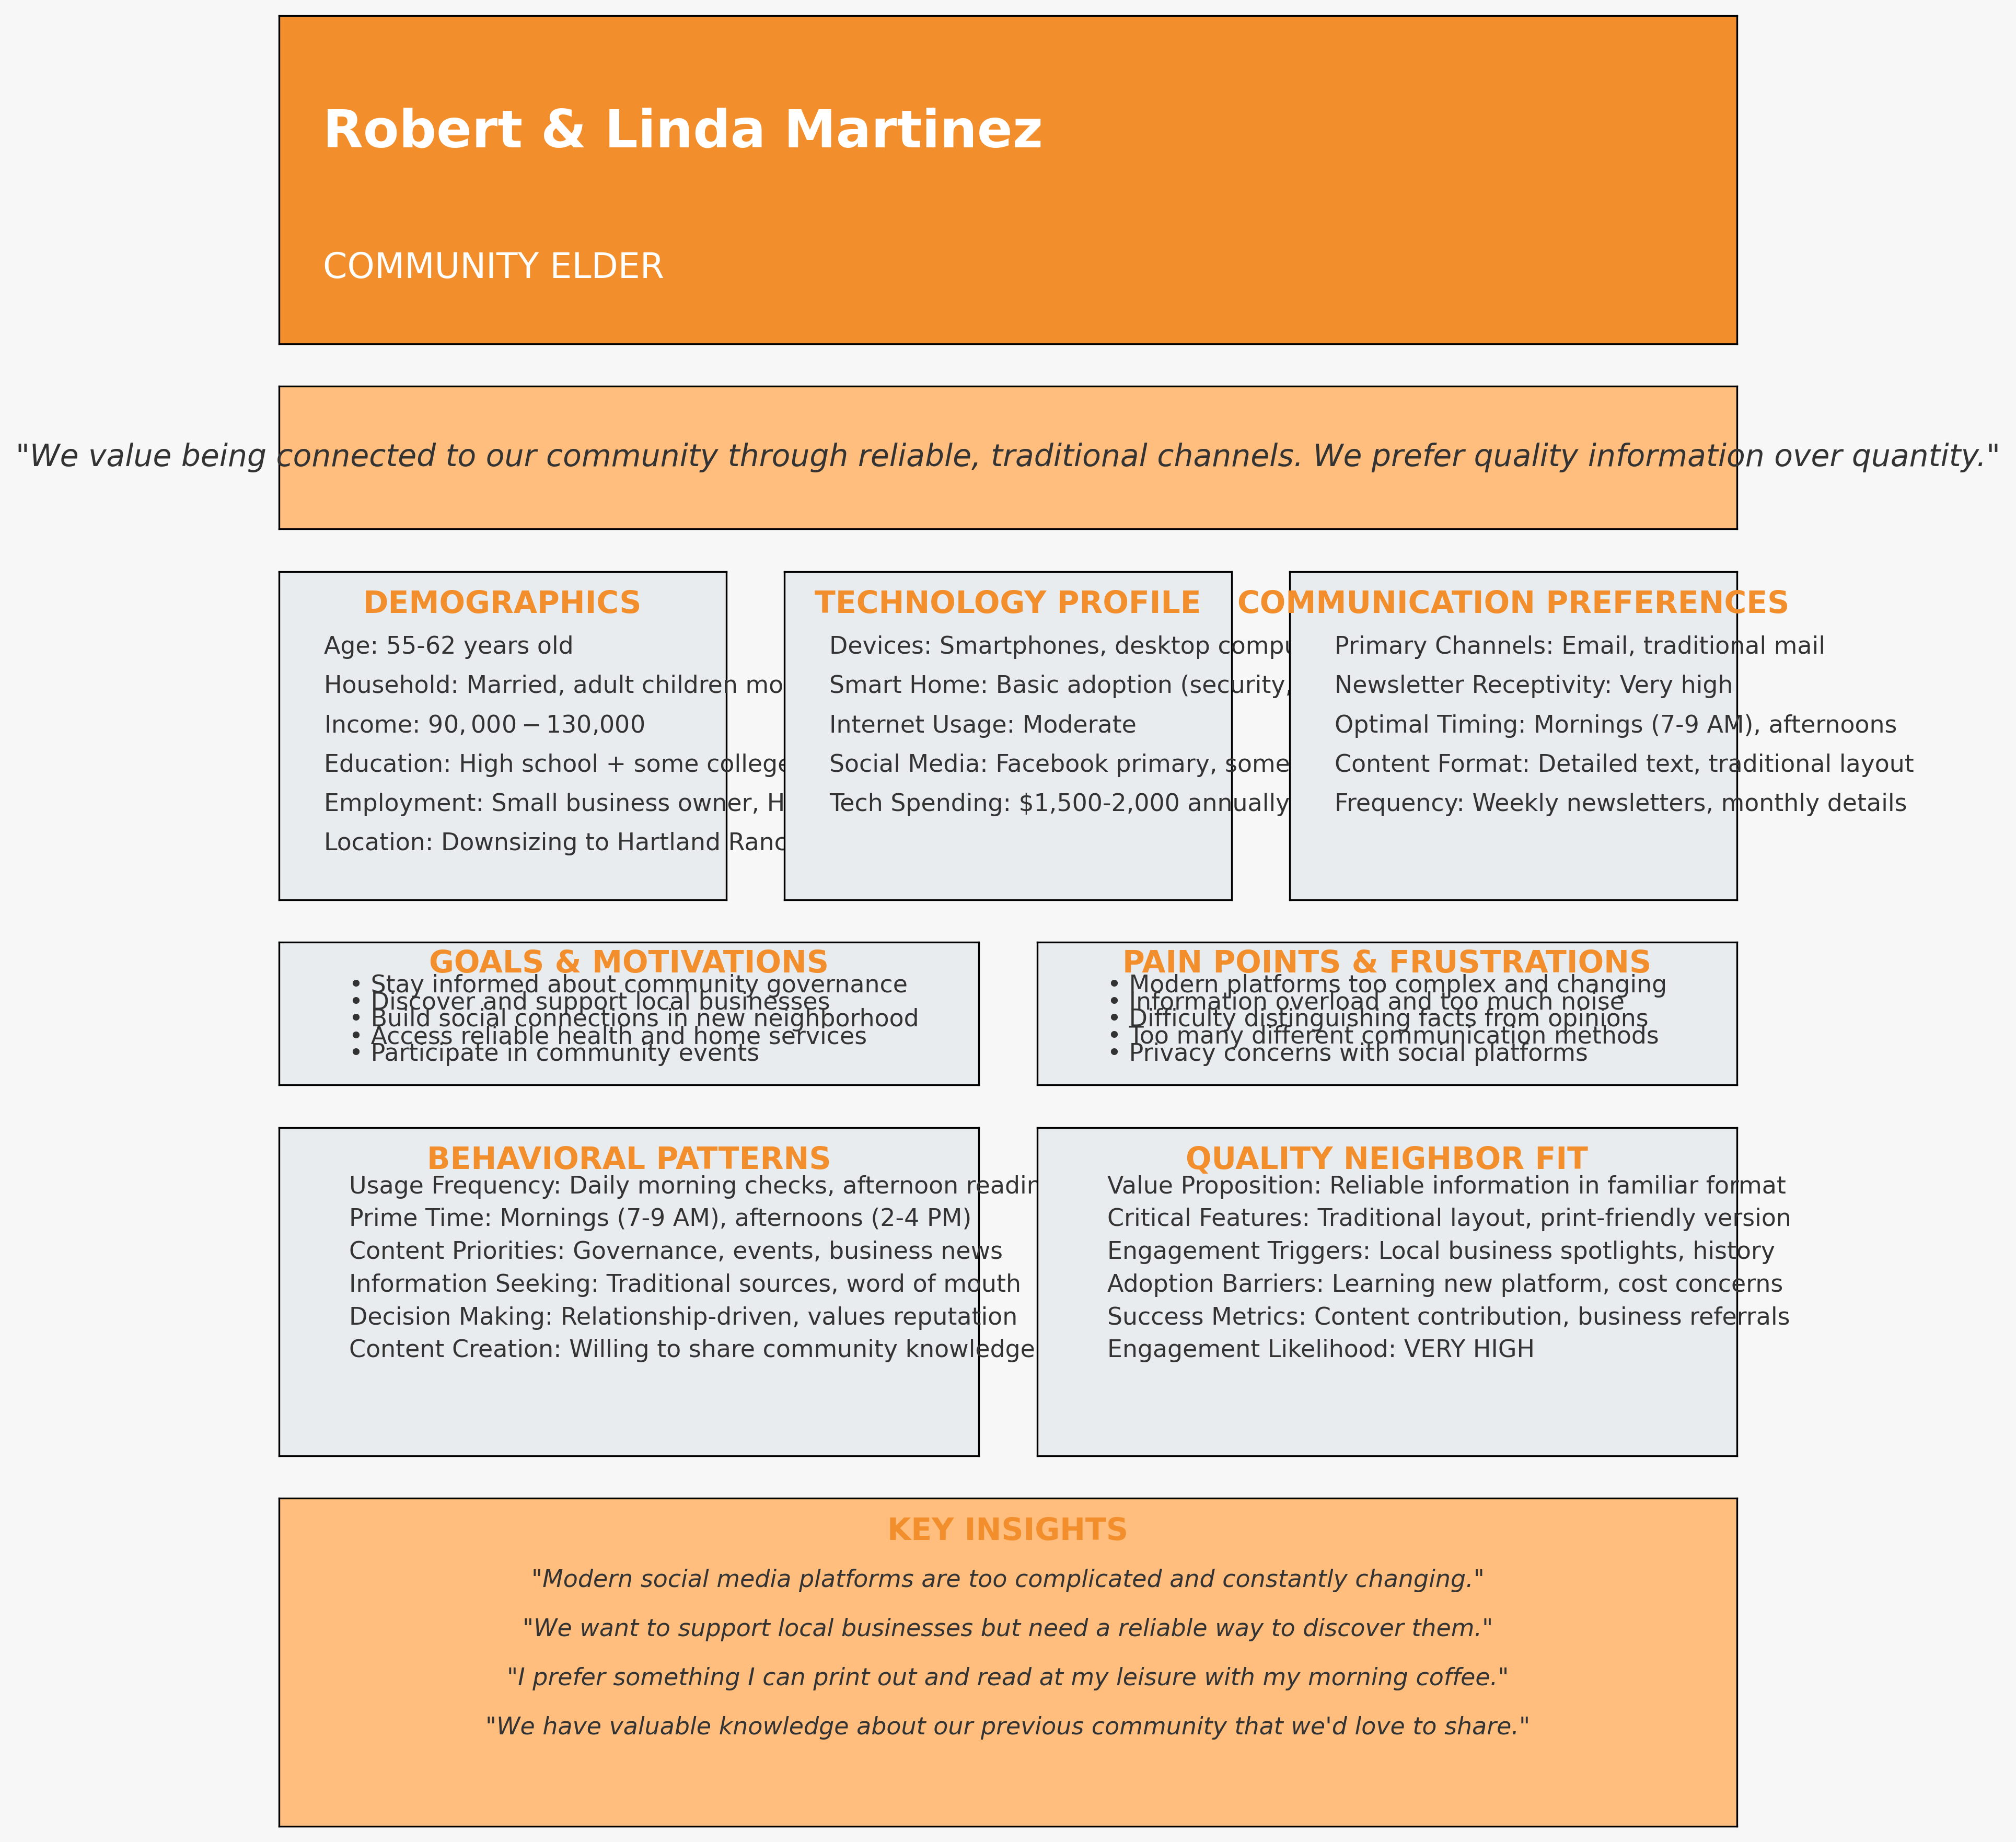 Robert & Linda Martinez
COMMUNITY ELDER
"We value being connected to our community through reliable, traditional channels. We prefer quality information over quantity."
DEMOGRAPHICS
Age: 55-62 years old
Household: Married, adult children mo
Income: 90,000 − 130,000
Education: High school + some college
Employment: Small business owner, H
Location: Downsizing to Hartland Ranc
TECHNOLOGY PROFILE
Devices: Smartphones, desktop compu
Smart Home: Basic adoption (security,
Internet Usage: Moderate
Social Media: Facebook primary, some
Tech Spending: $1,500-2,000 annually
COMMUNICATION PREFERENCES
Primary Channels: Email, traditional mail
Newsletter Receptivity: Very high
Optimal Timing: Mornings (7-9 AM), afternoons
Content Format: Detailed text, traditional layout
Frequency: Weekly newsletters, monthly details
GOALS & MOTIVATIONS
• Stay informed about community governance
• Discover and support local businesses
• Build social connections in new neighborhood
• Access reliable health and home services
• Participate in community events
PAIN POINTS & FRUSTRATIONS
• Modern platforms too complex and changing
• Information overload and too much noise
• Difficulty distinguishing facts from opinions
• Too many different communication methods
• Privacy concerns with social platforms
BEHAVIORAL PATTERNS
Usage Frequency: Daily morning checks, afternoon readin
Prime Time: Mornings (7-9 AM), afternoons (2-4 PM)
Content Priorities: Governance, events, business news
Information Seeking: Traditional sources, word of mouth
Decision Making: Relationship-driven, values reputation
Content Creation: Willing to share community knowledge
QUALITY NEIGHBOR FIT
Value Proposition: Reliable information in familiar format
Critical Features: Traditional layout, print-friendly version
Engagement Triggers: Local business spotlights, history
Adoption Barriers: Learning new platform, cost concerns
Success Metrics: Content contribution, business referrals
Engagement Likelihood: VERY HIGH
KEY INSIGHTS
"Modern social media platforms are too complicated and constantly changing."
"We want to support local businesses but need a reliable way to discover them."
"I prefer something I can print out and read at my leisure with my morning coffee."
"We have valuable knowledge about our previous community that we'd love to share."